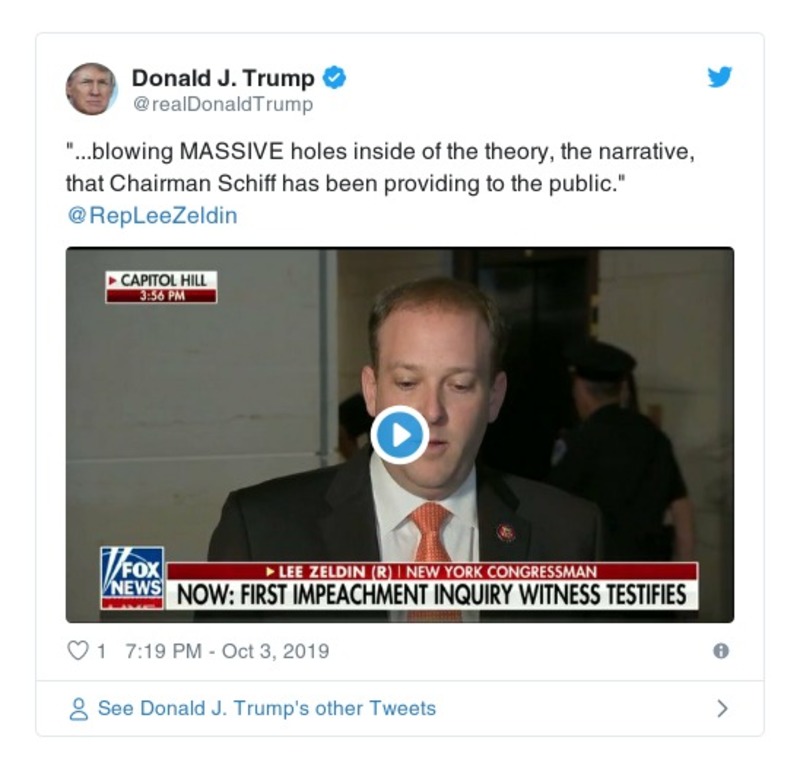 Donald J. Trump
@realDonaldTrump
"...blowing MASSIVE holes inside of the theory, the narrative,
that Chairman Schiff has been providing to the public."
@RepLeeZeldin
CAPITOL HILL
3:56 PM
FOX
NEWS
LEE ZELDIN (R) | NEW YORK CONGRESSMAN
NOW: FIRST IMPEACHMENT INQUIRY WITNESS TESTIFIES
1 7:19 PM - Oct 3, 2019
See Donald J. Trump's other Tweets